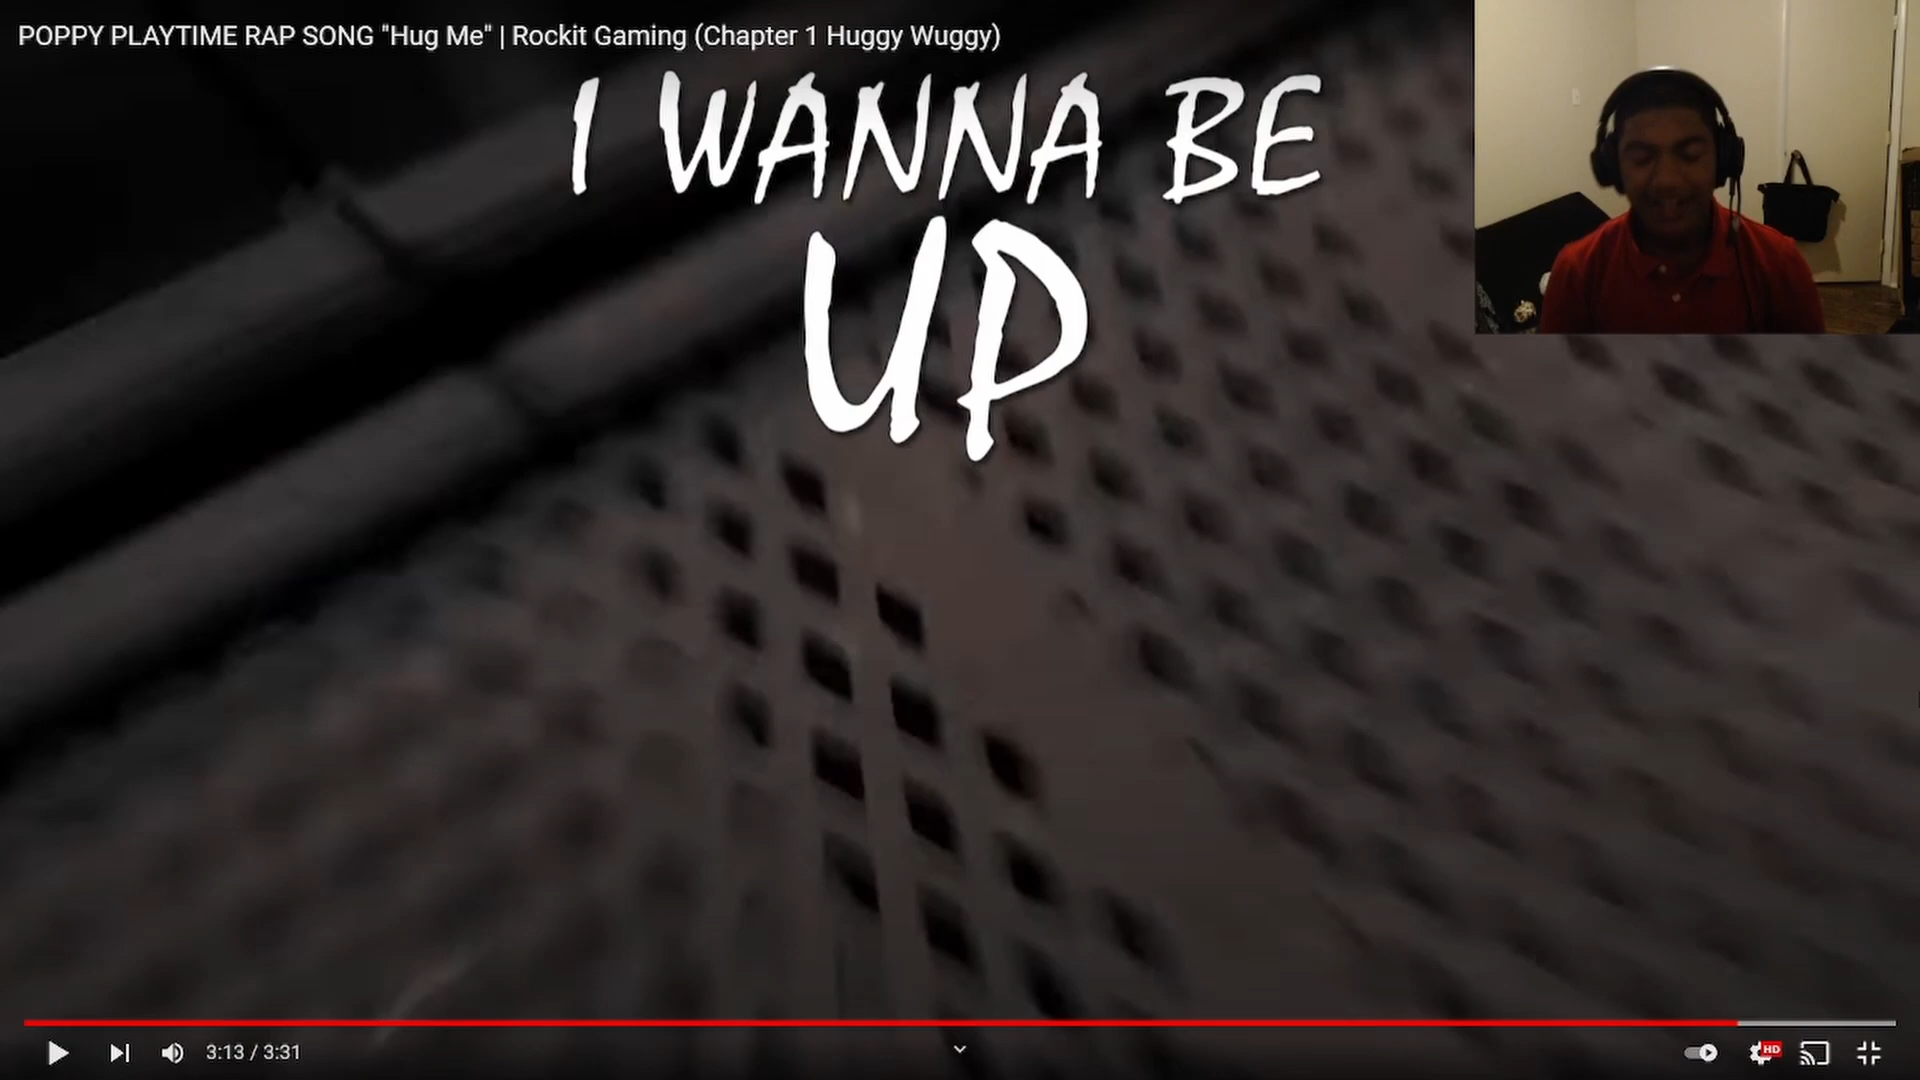 POPPY PLAYTIME RAP SONG "Hug Me" | Rockit Gaming (Chapter 1 Huggy Wuggy)
I WANNA BE
UP
3:13 / 3:31
HD